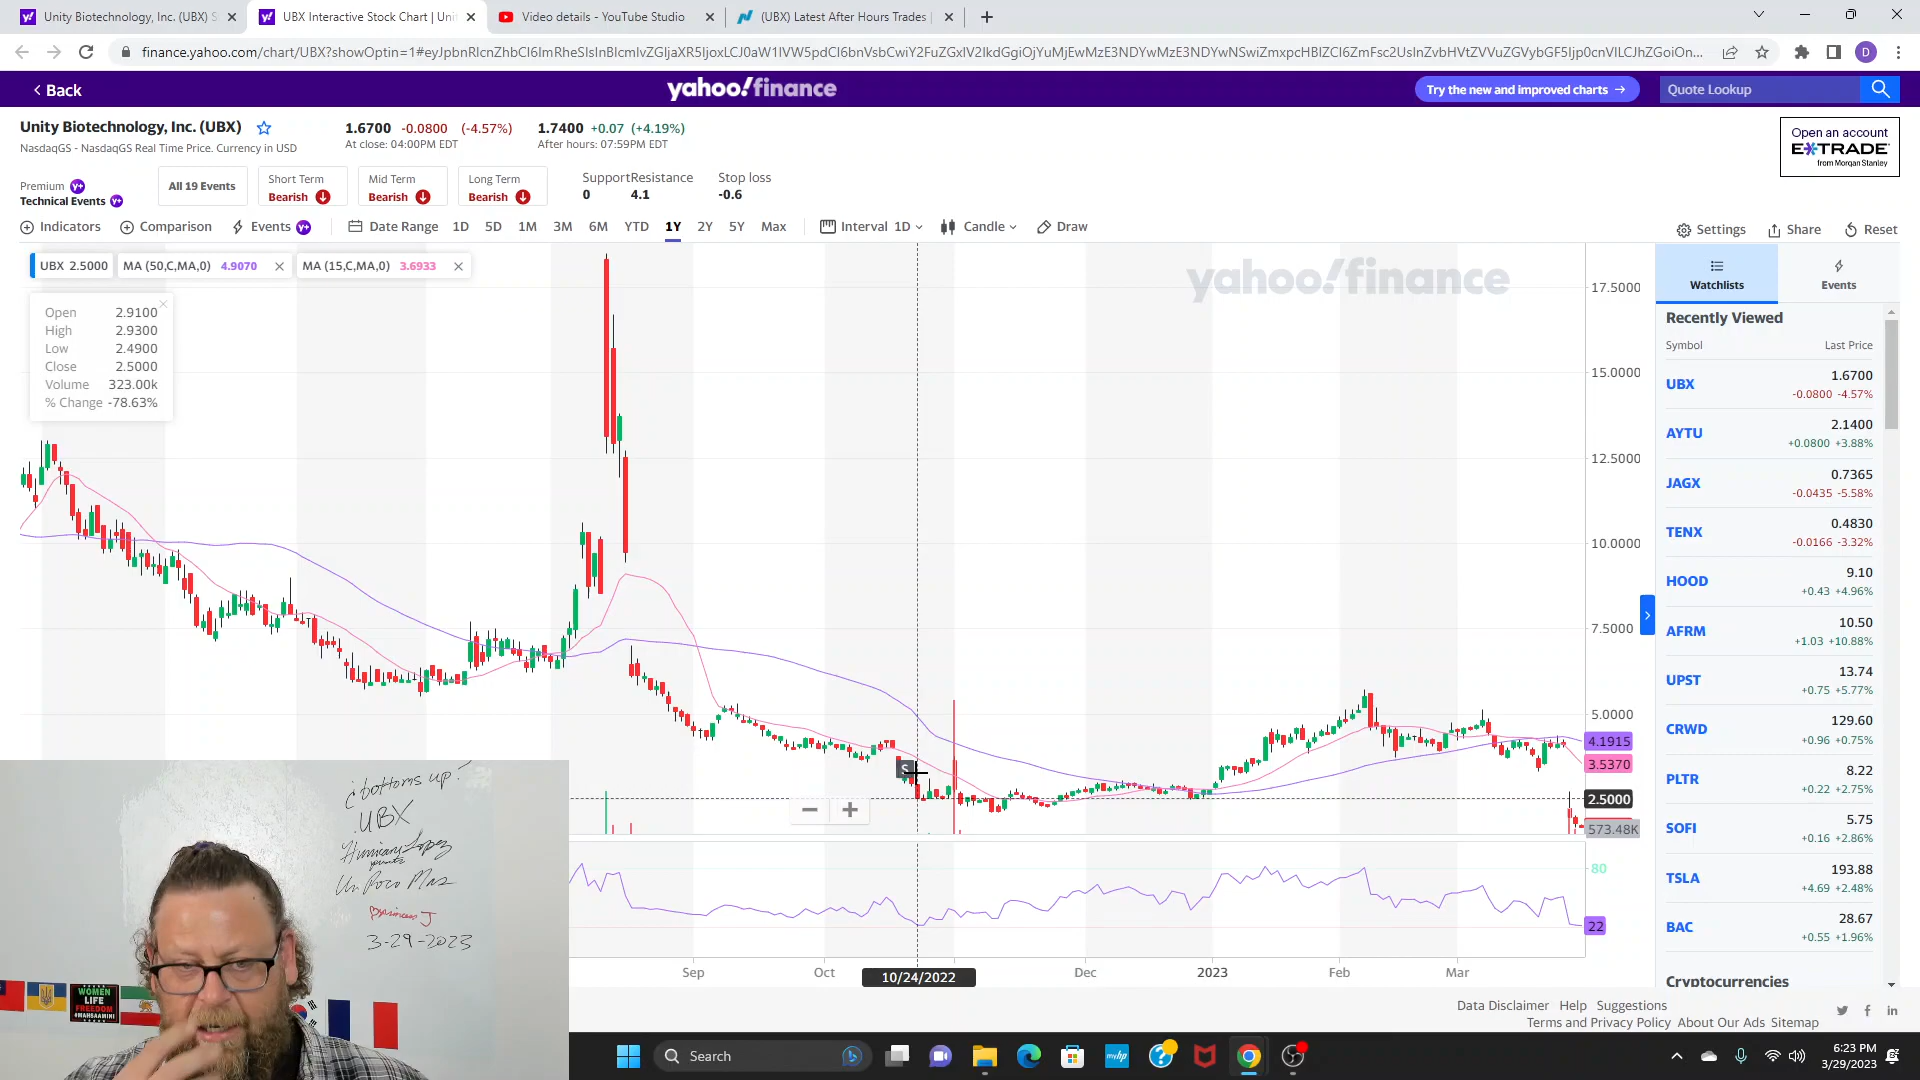 Unity Biotechnology, Inc. (UBX) S
UBX Interactive Stock Chart | Uni
Video details - YouTube Studio
(UBX) Latest After Hours Trades |
Back
yahoo!finance
Try the new and improved charts →
Quote Lookup
Unity Biotechnology, Inc. (UBX)
1.6700 -0.0800 (-4.57%)
1.7400 +0.07 (+4.19%)
NasdaqGS - NasdaqGS Real Time Price. Currency in USD
At close: 04:00PM EDT
After hours: 07:59PM EDT
Open an account
E*TRADE
from Morgan Stanley
Premium
Technical Events
All 19 Events
Short Term
Bearish
Mid Term
Bearish
Long Term
Bearish
Support
0
Resistance
4.1
Stop loss
-0.6
Indicators
Comparison
Events
Date Range 1D 5D 1M 3M 6M YTD 1Y 2Y 5Y Max
Interval 1D
Candle
Draw
Settings
Share
Reset
UBX 2.5000
MA (50,C,MA,0) 4.9070
MA (15,C,MA,0) 3.6933
Open 2.9100
High 2.9300
Low 2.4900
Close 2.5000
Volume 323.00k
% Change -78.63%
yahoo!finance
17.5000
15.0000
12.5000
10.0000
7.5000
5.0000
4.1915
3.5370
2.5000
573.48K
S
80
22
Sep
Oct
10/24/2022
Dec
2023
Feb
Mar
Watchlists
Events
Recently Viewed
Symbol Last Price
UBX 1.6700
-0.0800 -4.57%
AYTU 2.1400
+0.0800 +3.88%
JAGX 0.7365
-0.0435 -5.58%
TENX 0.4830
-0.0166 -3.32%
HOOD 9.10
+0.43 +4.96%
AFRM 10.50
+1.03 +10.88%
UPST 13.74
+0.75 +5.77%
CRWD 129.60
+0.96 +0.75%
PLTR 8.22
+0.22 +2.75%
SOFI 5.75
+0.16 +2.86%
TSLA 193.88
+4.69 +2.48%
BAC 28.67
+0.55 +1.96%
Cryptocurrencies
Data Disclaimer Help Suggestions
Terms and Privacy Policy About Our Ads Sitemap
¿bottoms up?
UBX
Hurricane Lopez
Un Poco Mas
J
3-29-2023
WOMEN
LIFE
FREEDOM
#MAHSAAMINI
Search
myhp
6:23 PM
3/29/2023